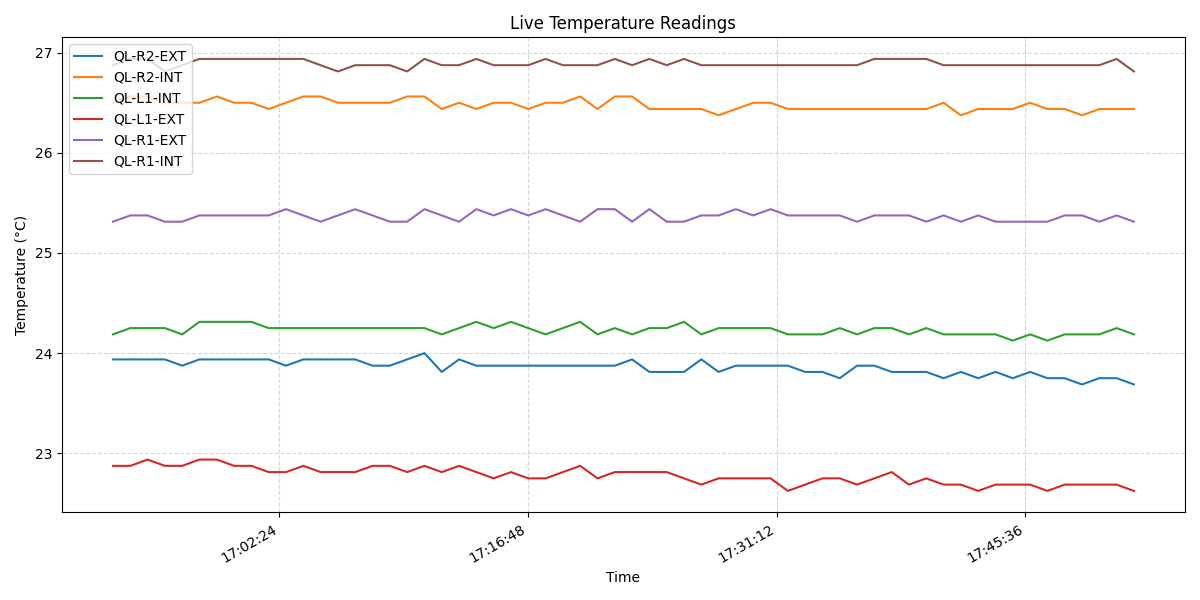 Live Temperature Readings
27
26
25
24
23
Temperature (°C)
QL-R2-EXT
QL-R2-INT
QL-L1-INT
QL-L1-EXT
QL-R1-EXT
QL-R1-INT
17:02:24
17:16:48
17:31:12
17:45:36
Time